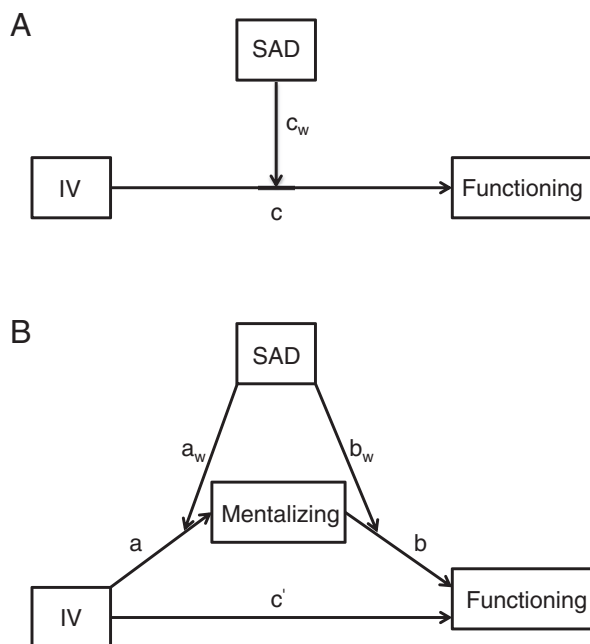 A
SAD
c_w
IV
Functioning
c
B
SAD
a_w
b_w
Mentalizing
a
b
c'
IV
Functioning